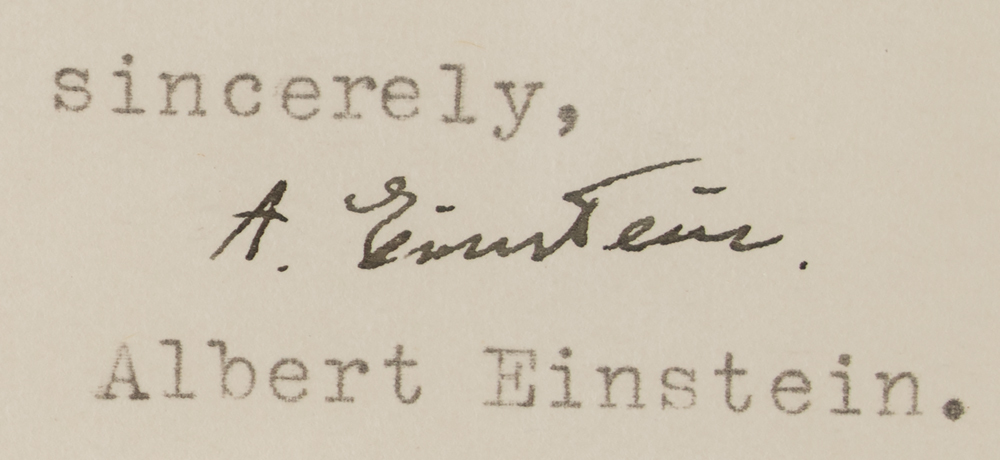 sincerely,
A. Einstein.
Albert Einstein.